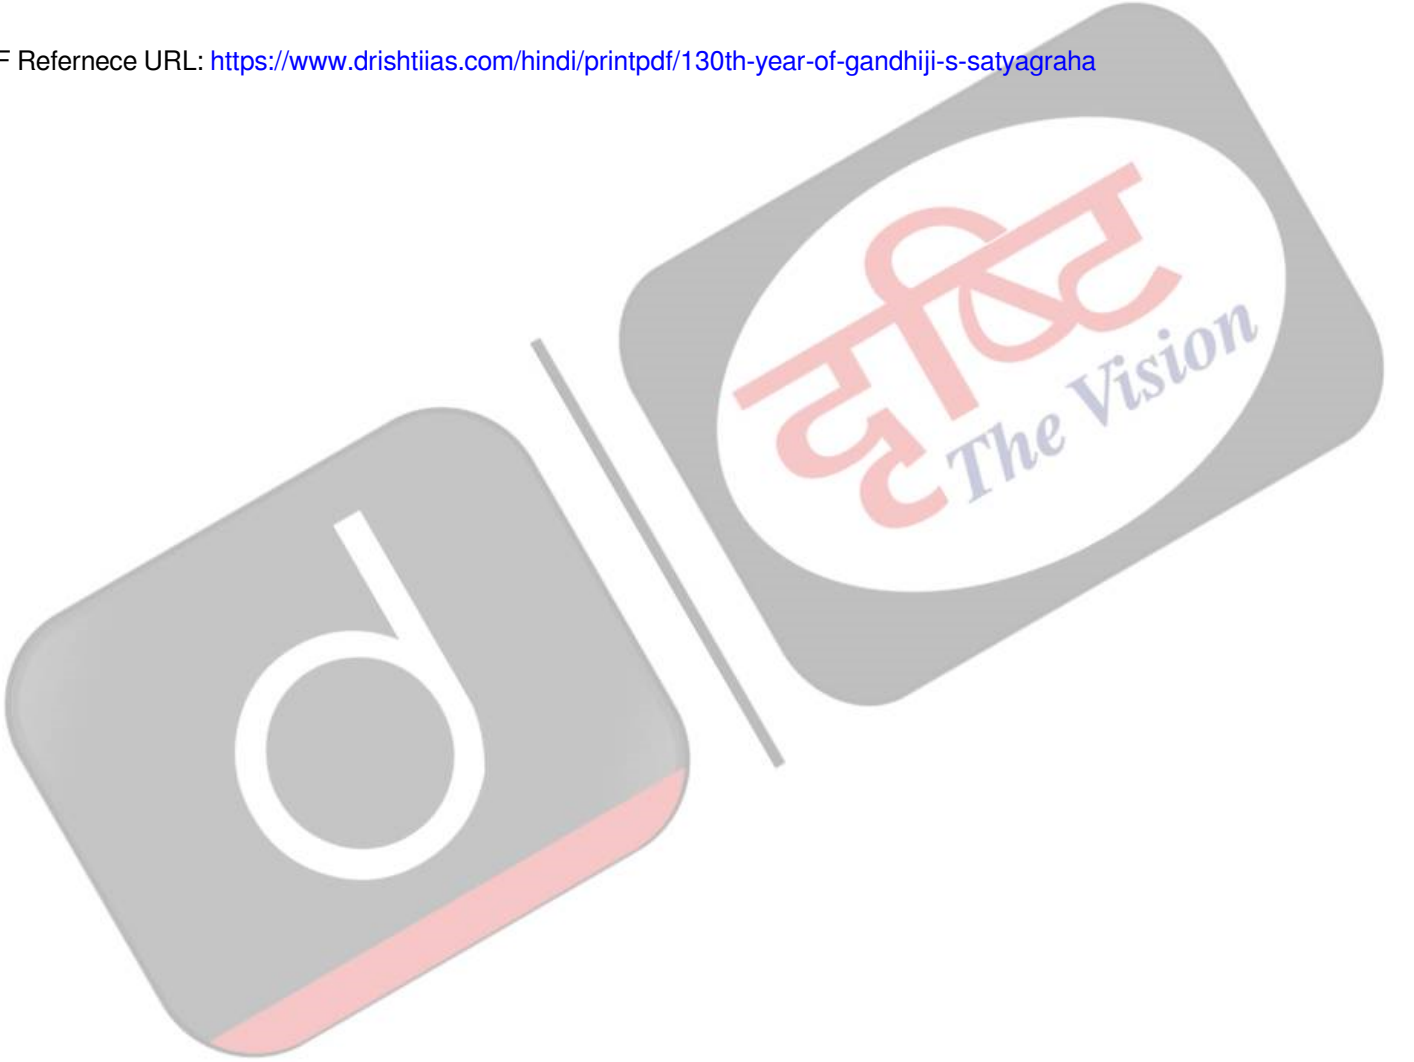 F Refernece URL: https://www.drishtiias.com/hindi/printpdf/130th-year-of-gandhiji-s-satyagraha
दृष्टि
The Vision
d